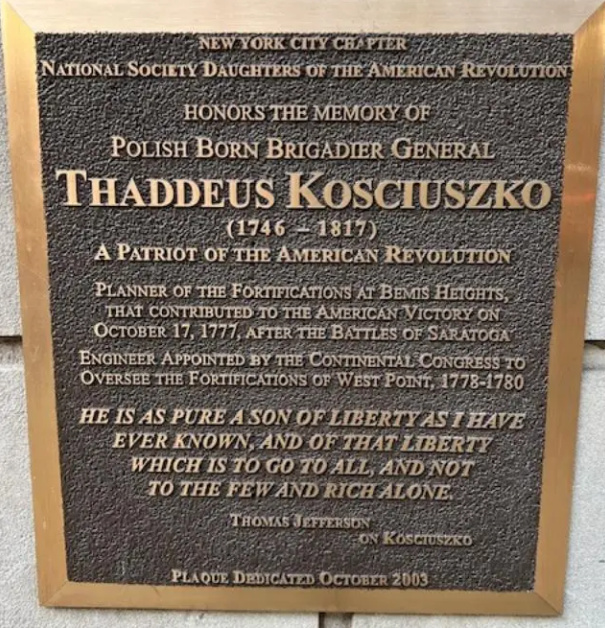 NEW YORK CITY CHAPTER
NATIONAL SOCIETY DAUGHTERS OF THE AMERICAN REVOLUTION
HONORS THE MEMORY OF
POLISH BORN BRIGADIER GENERAL
THADDEUS KOSCIUSZKO
(1746 – 1817)
A PATRIOT OF THE AMERICAN REVOLUTION
PLANNER OF THE FORTIFICATIONS AT BEMIS HEIGHTS,
THAT CONTRIBUTED TO THE AMERICAN VICTORY ON
OCTOBER 17, 1777, AFTER THE BATTLES OF SARATOGA
ENGINEER APPOINTED BY THE CONTINENTAL CONGRESS TO
OVERSEE THE FORTIFICATIONS OF WEST POINT, 1778-1780
HE IS AS PURE A SON OF LIBERTY AS I HAVE
EVER KNOWN, AND OF THAT LIBERTY
WHICH IS TO GO TO ALL, AND NOT
TO THE FEW AND RICH ALONE.
THOMAS JEFFERSON
ON KOSCIUSZKO
PLAQUE DEDICATED OCTOBER 2003